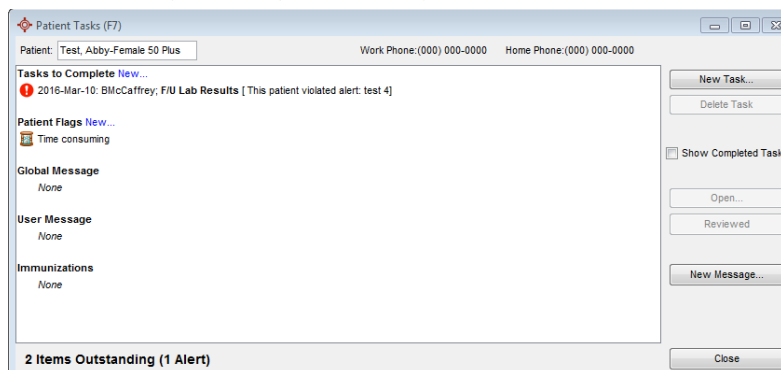 Patient Tasks (F7)
Patient: Test, Abby-Female 50 Plus Work Phone:(000) 000-0000 Home Phone:(000) 000-0000
Tasks to Complete New...
2016-Mar-10: BMcCaffrey; F/U Lab Results [ This patient violated alert: test 4]
Patient Flags New...
Time consuming
Global Message
None
User Message
None
Immunizations
None
New Task...
Delete Task
Show Completed Task
Open...
Reviewed
New Message...
2 Items Outstanding (1 Alert)
Close